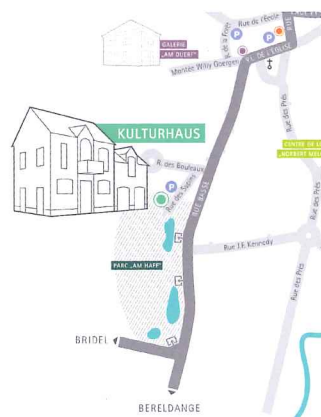 Rue de l'École
P
P
Rue de la Forêt
RUE
GALERIE
„AM DUERF“
Montée Willy Goergen
PL. DE L'ÉGLISE
Rue des Prés
KULTURHAUS
CENTRE DE
„NORBERT
R. des Bouleaux
P
Rue des Sapins
RUE BASSE
Rue J.F. Kennedy
Rue des Prés
PARC „AM HAFF“
Rue des Prés
BRIDEL
BERELDANGE